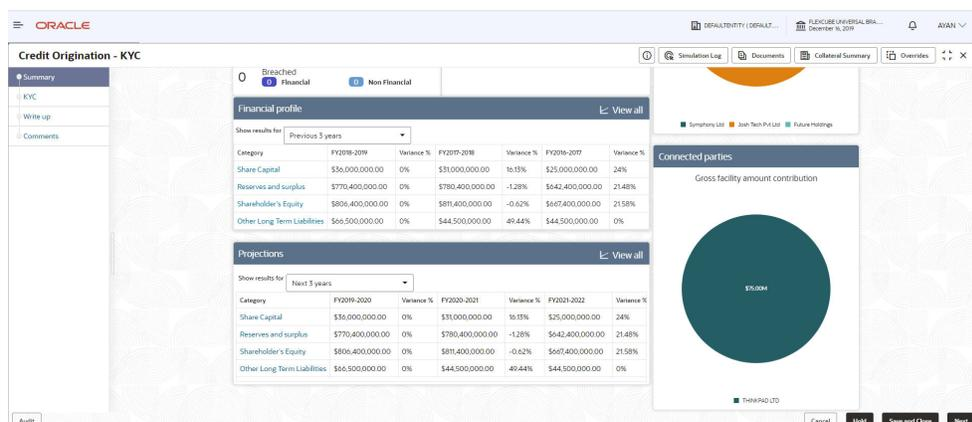 ORACLE
DEFAULTENTITY ( DEFAULT....
FLEXCUBE UNIVERSAL BRA....
December 16, 2019
AYAN
Credit Origination - KYC
Simulation Log
Documents
Collateral Summary
Overrides
Summary
KYC
Write up
Comments
0 Breached
0 Financial 0 Non Financial
Financial profile View all
Show results for Previous 3 years
Category FY2018-2019 Variance % FY2017-2018 Variance % FY2016-2017 Variance %
Share Capital $36,000,000.00 0% $31,000,000.00 16.13% $25,000,000.00 24%
Reserves and surplus $770,400,000.00 0% $780,400,000.00 -1.28% $642,400,000.00 21.48%
Shareholder's Equity $806,400,000.00 0% $811,400,000.00 -0.62% $667,400,000.00 21.58%
Other Long Term Liabilities $66,500,000.00 0% $44,500,000.00 49.44% $44,500,000.00 0%
Projections View all
Show results for Next 3 years
Category FY2019-2020 Variance % FY2020-2021 Variance % FY2021-2022 Variance %
Share Capital $36,000,000.00 0% $31,000,000.00 16.13% $25,000,000.00 24%
Reserves and surplus $770,400,000.00 0% $780,400,000.00 -1.28% $642,400,000.00 21.48%
Shareholder's Equity $806,400,000.00 0% $811,400,000.00 -0.62% $667,400,000.00 21.58%
Other Long Term Liabilities $66,500,000.00 0% $44,500,000.00 49.44% $44,500,000.00 0%
Symphony Ltd Josh Tech Pvt Ltd Future Holdings
Connected parties
Gross facility amount contribution
$75.00M
THINKPAD LTD
Audit
Cancel Hold Save and Close Next